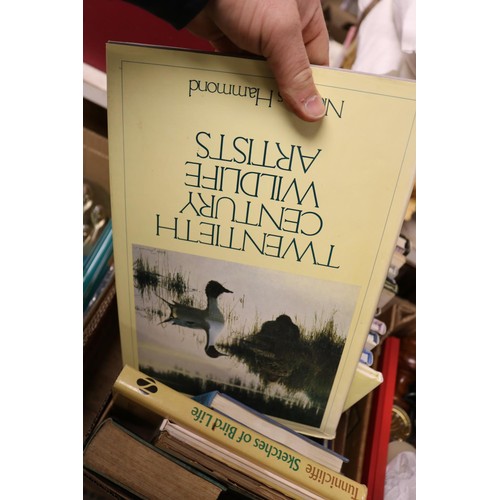 TWENTIETH
CENTURY
WILDLIFE
ARTISTS
Hammond
Tunnicliffe Sketches of Bird Life